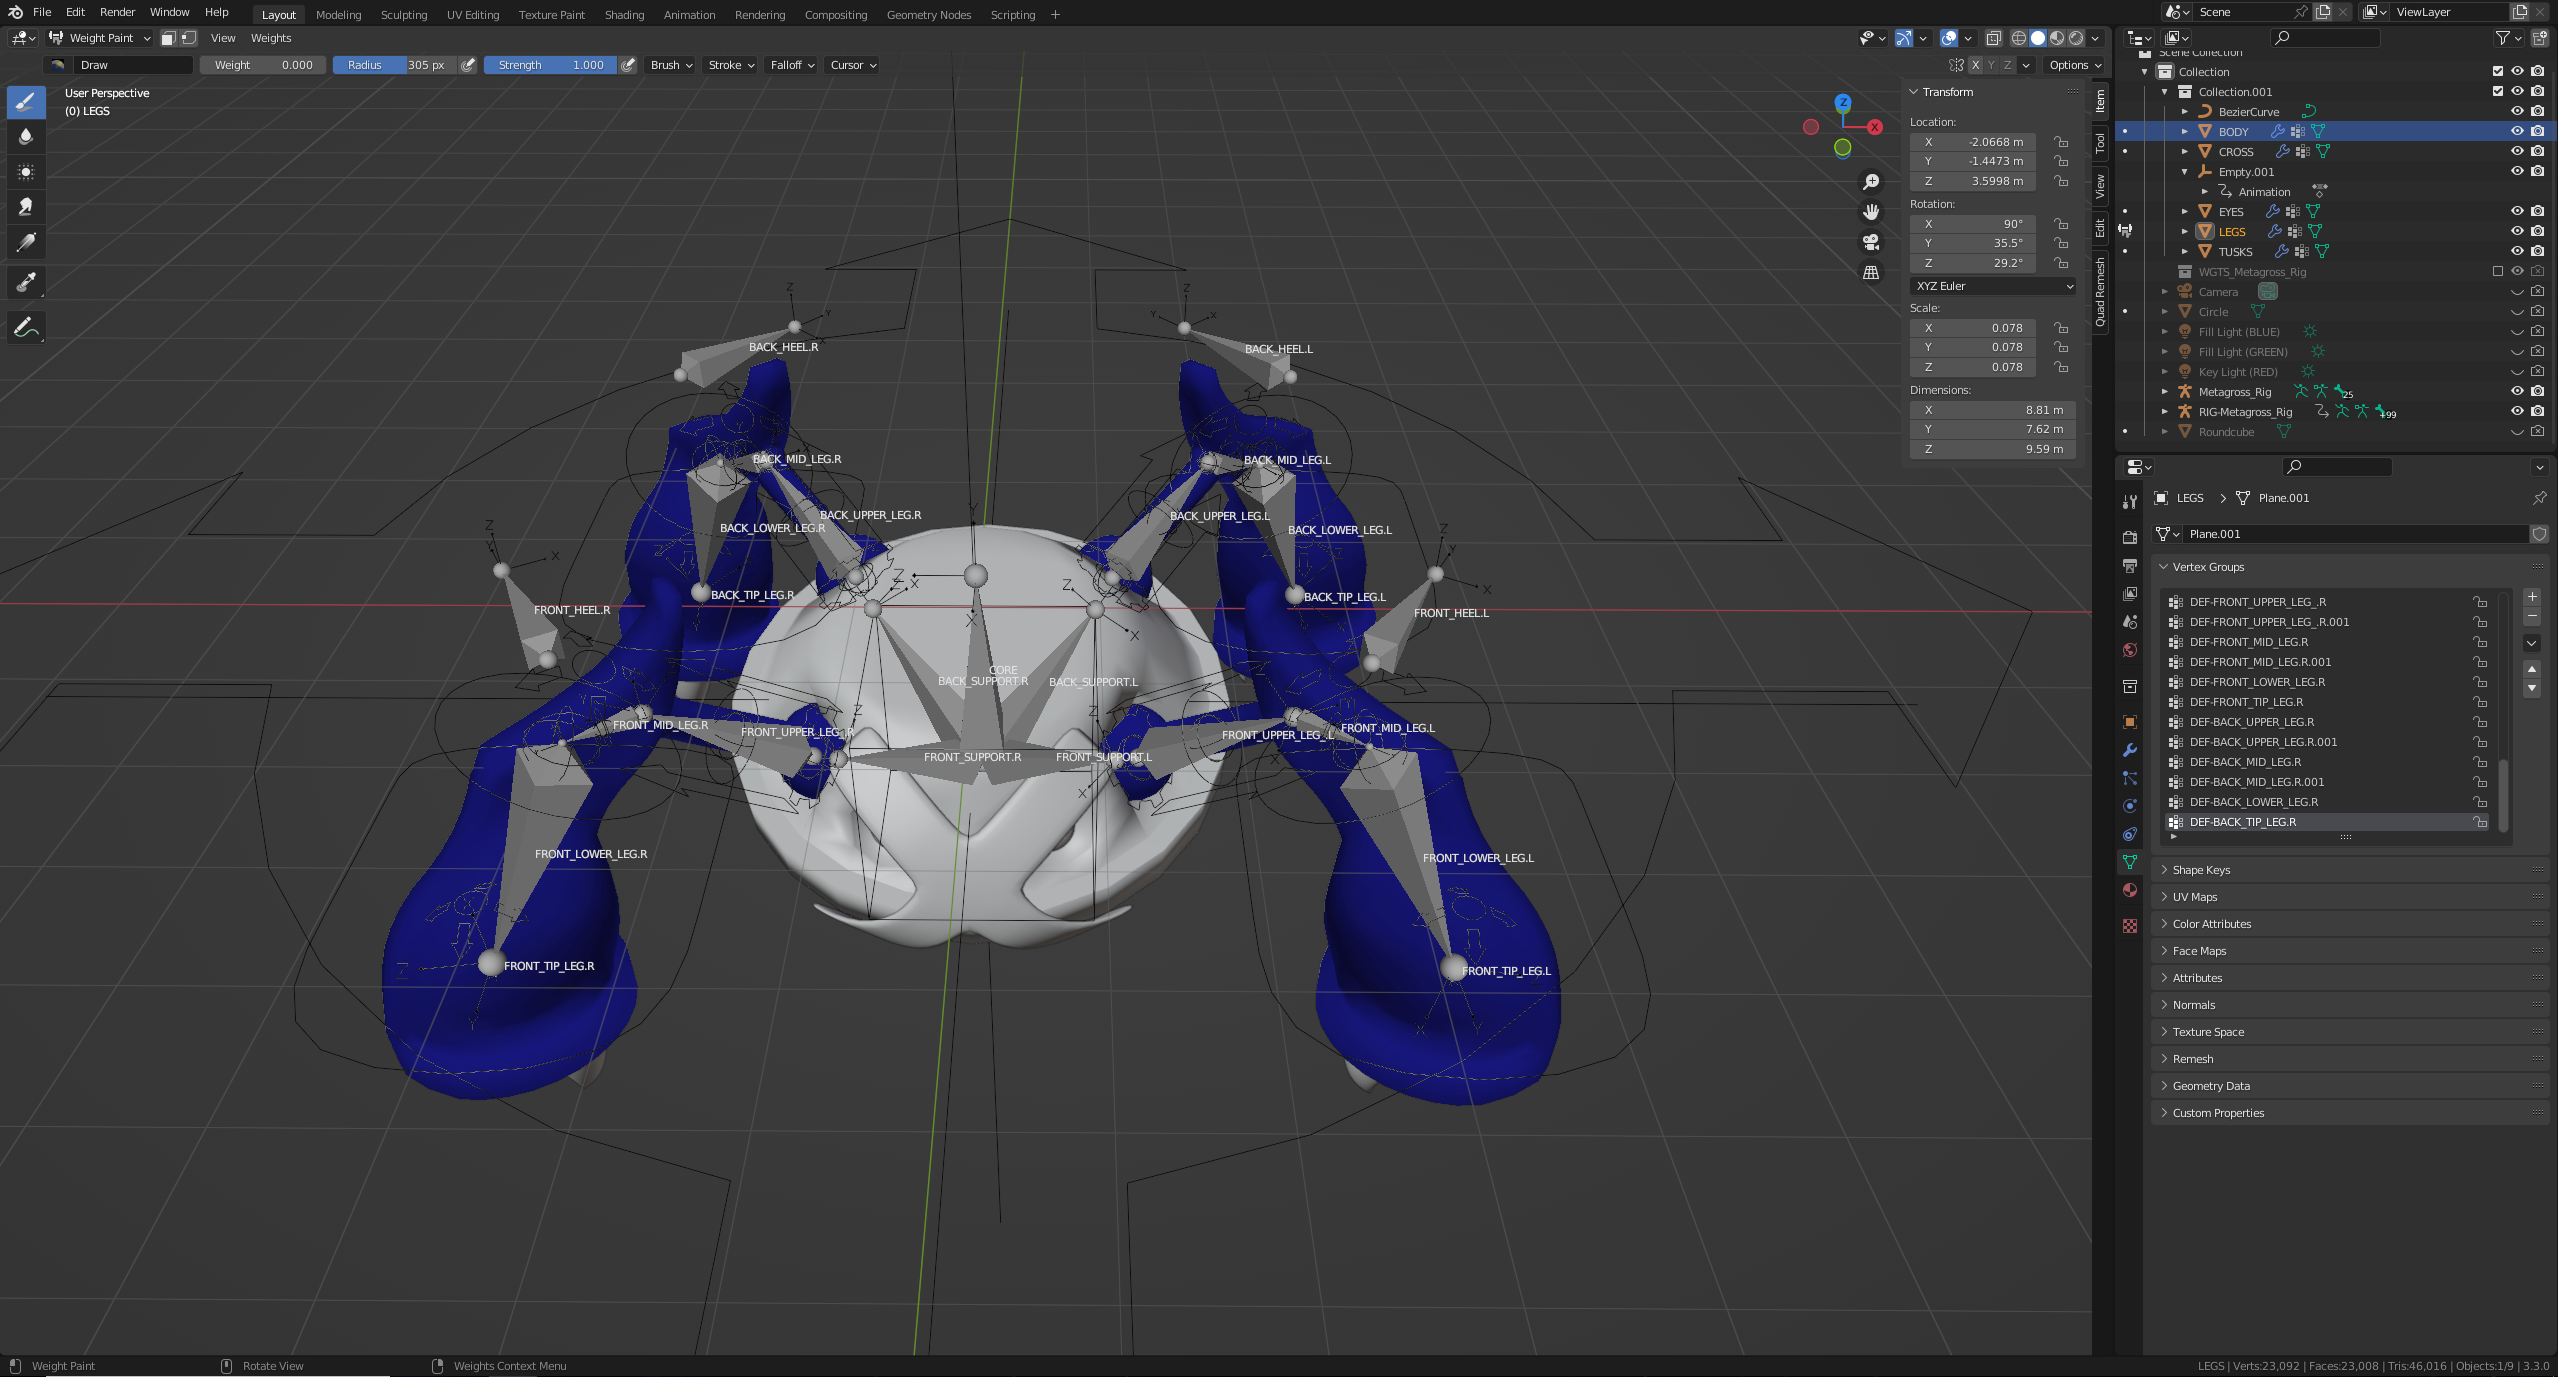 File Edit Render Window Help Layout Modeling Sculpting UV Editing Texture Paint Shading Animation Rendering Compositing Geometry Nodes Scripting + Scene ViewLayer
Weight Paint View Weights
Draw Weight 0.000 Radius 305 px Strength 1.000 Brush Stroke Falloff Cursor X Y Z Options
User Perspective
(0) LEGS
Z
X
BACK_HEEL.R
BACK_HEEL.L
BACK_MID_LEG.R
BACK_MID_LEG.L
BACK_UPPER_LEG.R
BACK_UPPER_LEG.L
BACK_LOWER_LEG.R
BACK_LOWER_LEG.L
BACK_TIP_LEG.R
BACK_TIP_LEG.L
FRONT_HEEL.R
FRONT_HEEL.L
CORE
BACK_SUPPORT.R
BACK_SUPPORT.L
FRONT_MID_LEG.R
FRONT_UPPER_LEG_.R
FRONT_UPPER_LEG_.L
FRONT_MID_LEG.L
FRONT_SUPPORT.R
FRONT_SUPPORT.L
FRONT_LOWER_LEG.R
FRONT_LOWER_LEG.L
FRONT_TIP_LEG.R
FRONT_TIP_LEG.L
Transform
Location:
X -2.0668 m
Y -1.4473 m
Z 3.5998 m
Rotation:
X 90°
Y 35.5°
Z 29.2°
XYZ Euler
Scale:
X 0.078
Y 0.078
Z 0.078
Dimensions:
X 8.81 m
Y 7.62 m
Z 9.59 m
Item
Tool
View
Edit
Quad Remesh
Scene Collection
Collection
Collection.001
BezierCurve
BODY
CROSS
Empty.001
Animation
EYES
LEGS
TUSKS
WGTS_Metagross_Rig
Camera
Circle
Fill Light (BLUE)
Fill Light (GREEN)
Key Light (RED)
Metagross_Rig 25
RIG-Metagross_Rig +99
Roundcube
LEGS Plane.001
Plane.001
Vertex Groups
DEF-FRONT_UPPER_LEG_.R
DEF-FRONT_UPPER_LEG_.R.001
DEF-FRONT_MID_LEG.R
DEF-FRONT_MID_LEG.R.001
DEF-FRONT_LOWER_LEG.R
DEF-FRONT_TIP_LEG.R
DEF-BACK_UPPER_LEG.R
DEF-BACK_UPPER_LEG.R.001
DEF-BACK_MID_LEG.R
DEF-BACK_MID_LEG.R.001
DEF-BACK_LOWER_LEG.R
DEF-BACK_TIP_LEG.R
Shape Keys
UV Maps
Color Attributes
Face Maps
Attributes
Normals
Texture Space
Remesh
Geometry Data
Custom Properties
Weight Paint Rotate View Weights Context Menu LEGS | Verts:23,092 | Faces:23,008 | Tris:46,016 | Objects:1/9 | 3.3.0